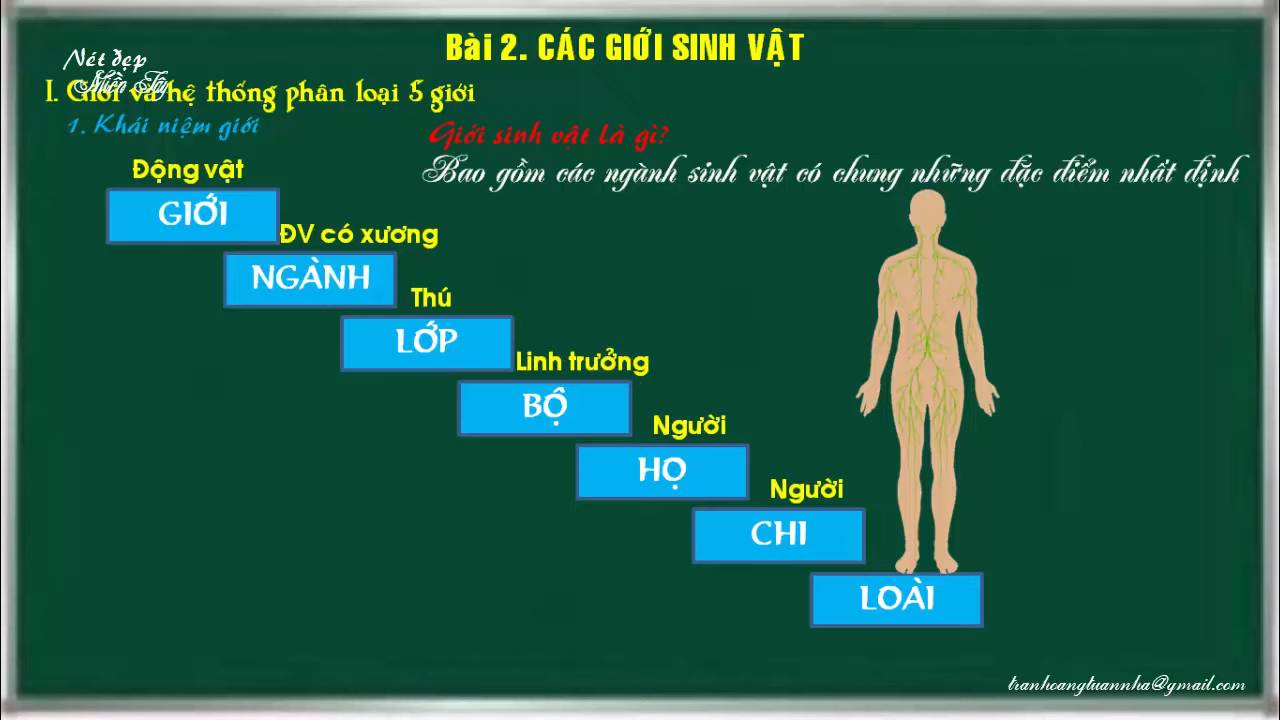 Bài 2. CÁC GIỚI SINH VẬT
Nét đẹp
Miền Tây
I. Giới và hệ thống phân loại 5 giới
1. Khái niệm giới
Giới sinh vật là gì?
Bao gồm các ngành sinh vật có chung những đặc điểm nhất định
Động vật
GIỚI
ĐV có xương
NGÀNH
Thú
LỚP
Linh trưởng
BỘ
Người
HỌ
Người
CHI
LOÀI
tranhoangtuannha@gmail.com